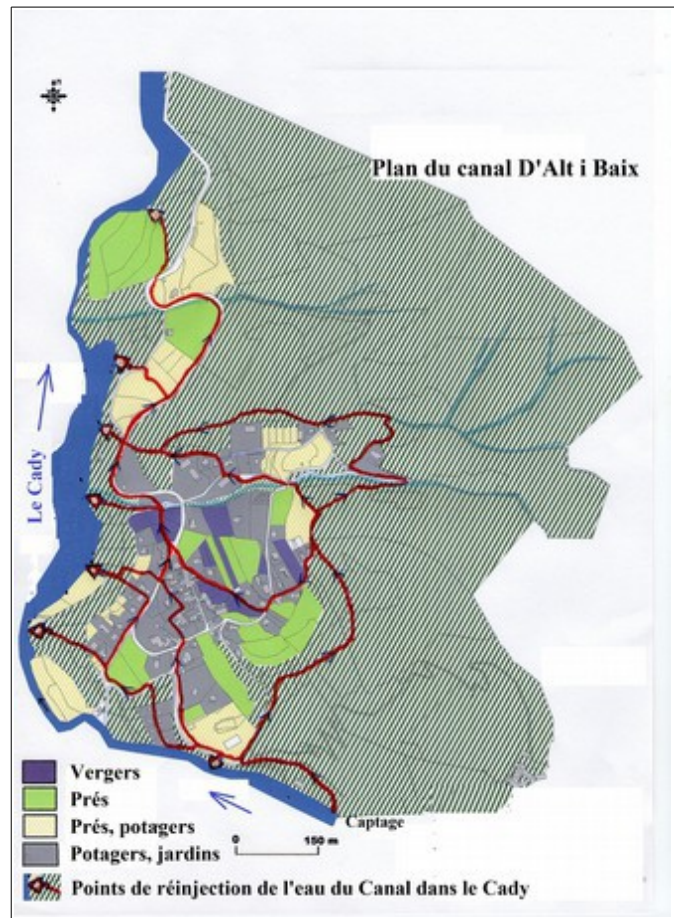 Plan du canal D'Alt i Baix
Le Cady
Captage
Vergers
Prés
Prés, potagers
Potagers, jardins
0 150 m
Points de réinjection de l'eau du Canal dans le Cady